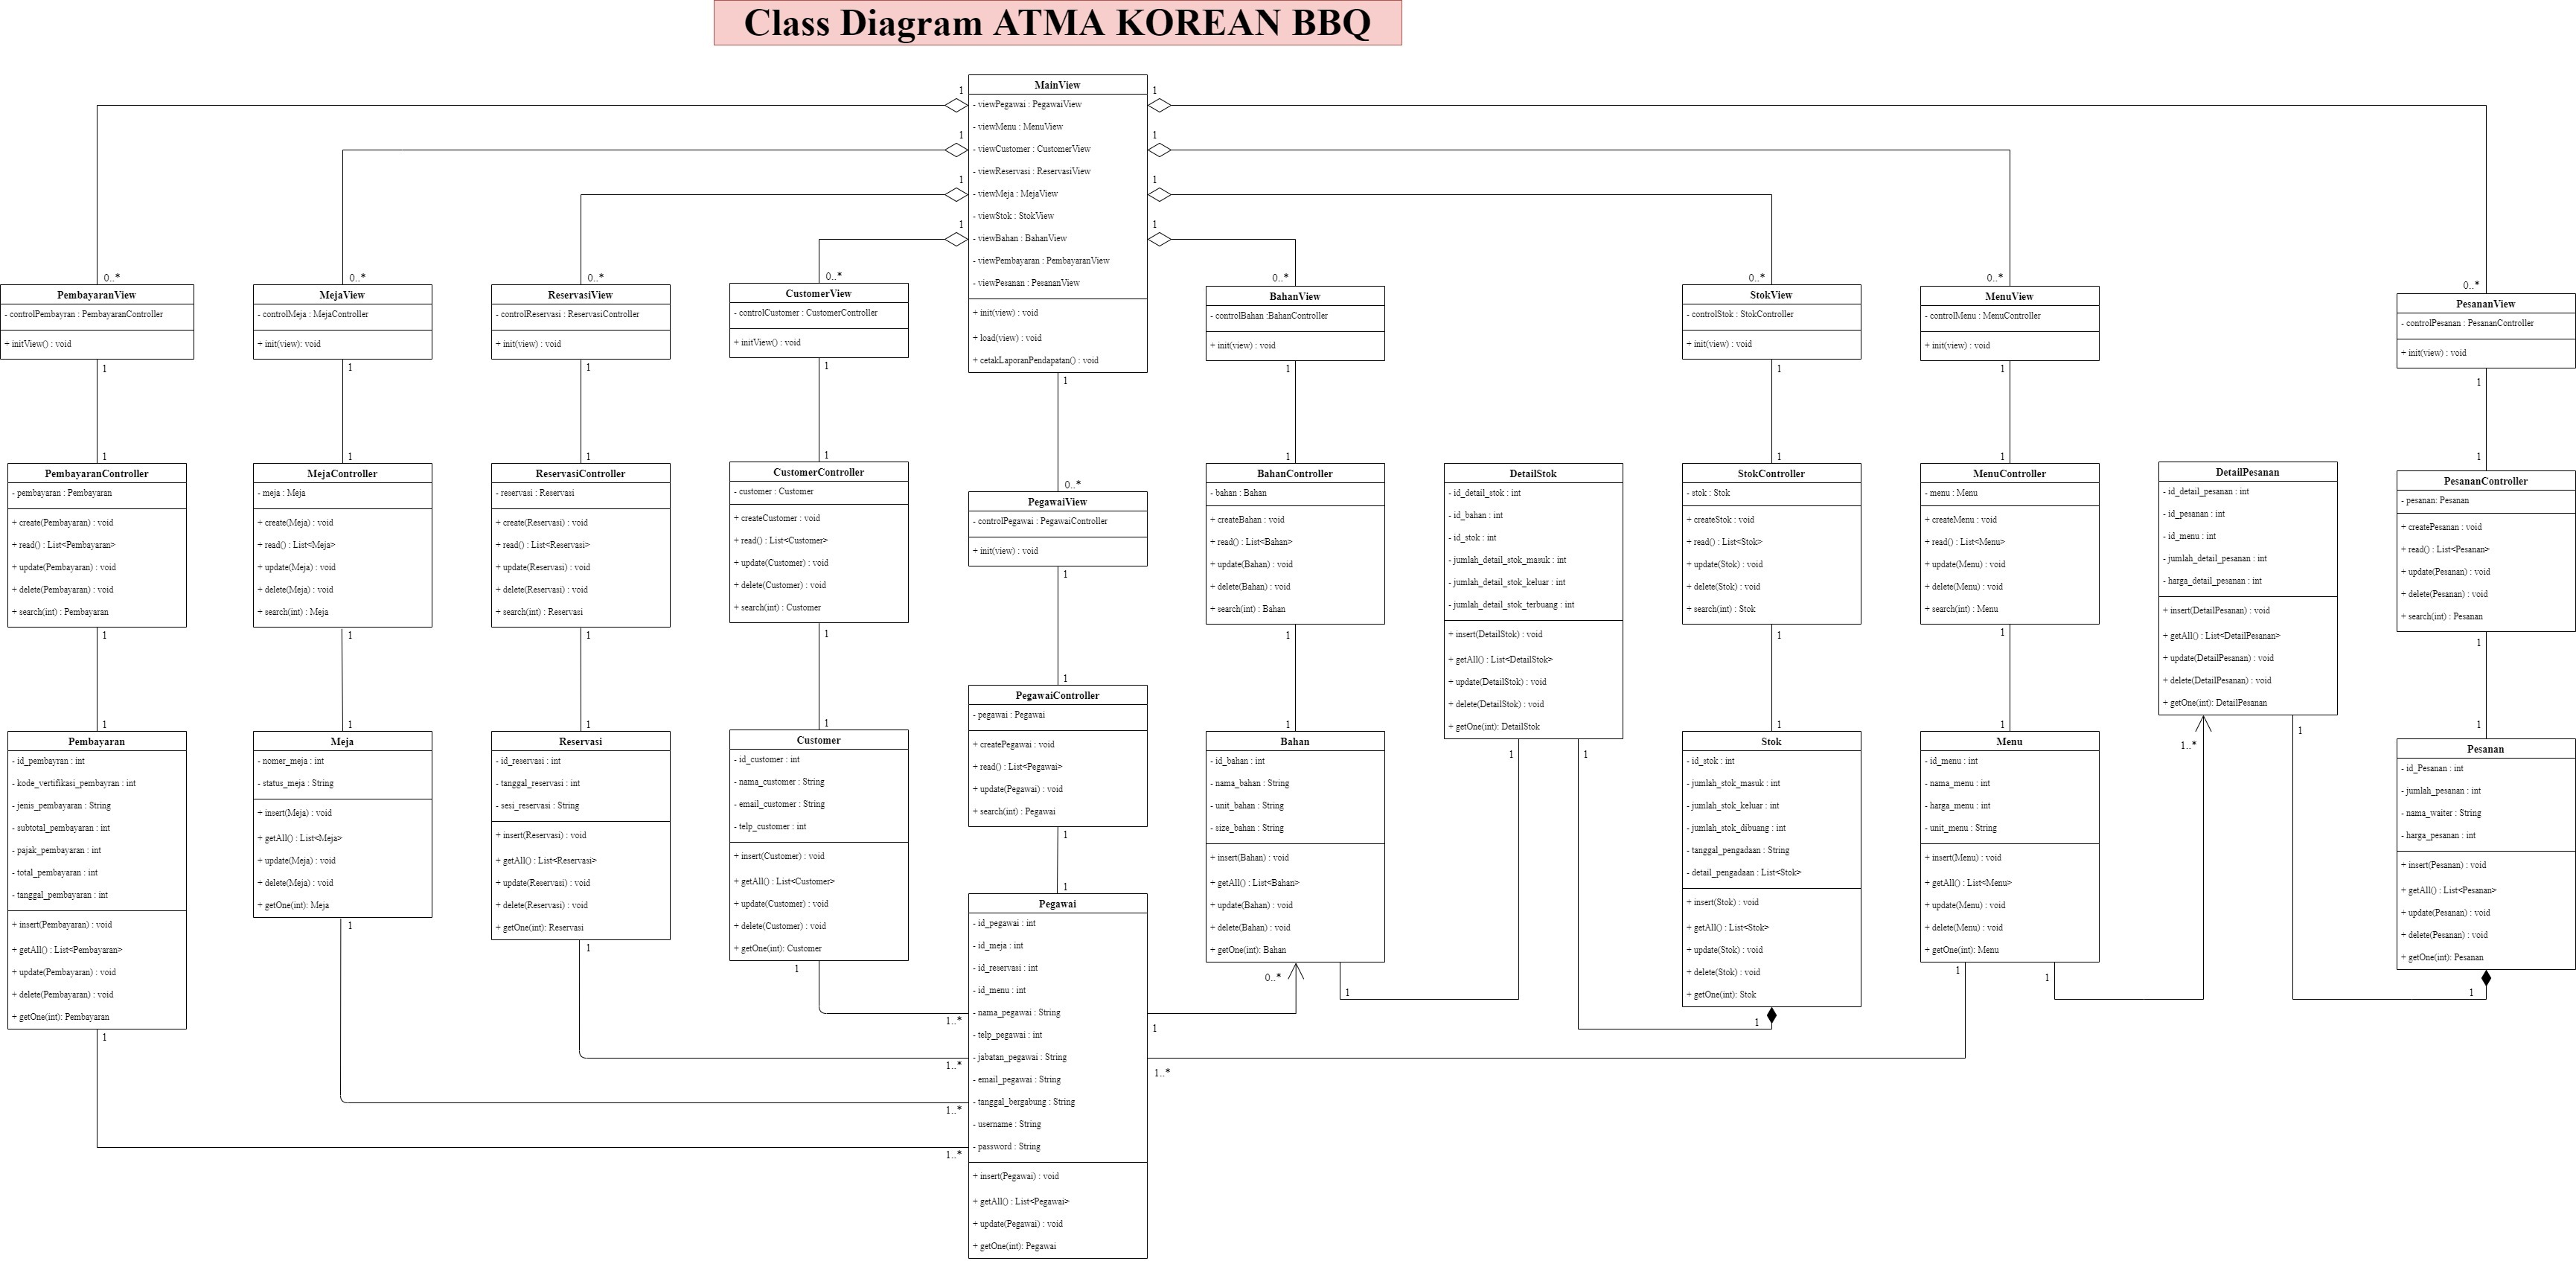 Class Diagram ATMA KOREAN BBQ
MainView
- viewPegawai : PegawaiView
- viewMenu : MenuView
- viewCustomer : CustomerView
- viewReservasi : ReservasiView
- viewMeja : MejaView
- viewStok : StokView
- viewBahan : BahanView
- viewPembayaran : PembayaranView
- viewPesanan : PesananView
+ init(view) : void
+ load(view) : void
+ cetakLaporanPendapatan() : void
1
1
1
1
1
1
1
1
1
0..*
0..*
0..*
0..*
0..*
0..*
0..*
0..*
PembayaranView
- controlPembayran : PembayaranController
+ initView() : void
1
1
MejaView
- controlMeja : MejaController
+ init(view): void
1
1
ReservasiView
- controlReservasi : ReservasiController
+ init(view) : void
1
1
CustomerView
- controlCustomer : CustomerController
+ initView() : void
1
1
BahanView
- controlBahan :BahanController
+ init(view) : void
1
1
StokView
- controlStok : StokController
+ init(view) : void
1
1
MenuView
- controlMenu : MenuController
+ init(view) : void
1
1
PesananView
- controlPesanan : PesananController
+ init(view) : void
1
1
PembayaranController
- pembayaran : Pembayaran
+ create(Pembayaran) : void
+ read() : List<Pembayaran>
+ update(Pembayaran) : void
+ delete(Pembayaran) : void
+ search(int) : Pembayaran
1
1
MejaController
- meja : Meja
+ create(Meja) : void
+ read() : List<Meja>
+ update(Meja) : void
+ delete(Meja) : void
+ search(int) : Meja
1
1
ReservasiController
- reservasi : Reservasi
+ create(Reservasi) : void
+ read() : List<Reservasi>
+ update(Reservasi) : void
+ delete(Reservasi) : void
+ search(int) : Reservasi
1
1
CustomerController
- customer : Customer
+ createCustomer : void
+ read() : List<Customer>
+ update(Customer) : void
+ delete(Customer) : void
+ search(int) : Customer
1
1
0..*
PegawaiView
- controlPegawai : PegawaiController
+ init(view) : void
1
1
BahanController
- bahan : Bahan
+ createBahan : void
+ read() : List<Bahan>
+ update(Bahan) : void
+ delete(Bahan) : void
+ search(int) : Bahan
1
1
DetailStok
- id_detail_stok : int
- id_bahan : int
- id_stok : int
- jumlah_detail_stok_masuk : int
- jumlah_detail_stok_keluar : int
- jumlah_detail_stok_terbuang : int
+ insert(DetailStok) : void
+ getAll() : List<DetailStok>
+ update(DetailStok) : void
+ delete(DetailStok) : void
+ getOne(int): DetailStok
1
1
StokController
- stok : Stok
+ createStok : void
+ read() : List<Stok>
+ update(Stok) : void
+ delete(Stok) : void
+ search(int) : Stok
1
1
MenuController
- menu : Menu
+ createMenu : void
+ read() : List<Menu>
+ update(Menu) : void
+ delete(Menu) : void
+ search(int) : Menu
1
1
DetailPesanan
- id_detail_pesanan : int
- id_pesanan : int
- id_menu : int
- jumlah_detail_pesanan : int
- harga_detail_pesanan : int
+ insert(DetailPesanan) : void
+ getAll() : List<DetailPesanan>
+ update(DetailPesanan) : void
+ delete(DetailPesanan) : void
+ getOne(int): DetailPesanan
1..*
1
PesananController
- pesanan: Pesanan
+ createPesanan : void
+ read() : List<Pesanan>
+ update(Pesanan) : void
+ delete(Pesanan) : void
+ search(int) : Pesanan
1
1
PegawaiController
- pegawai : Pegawai
+ createPegawai : void
+ read() : List<Pegawai>
+ update(Pegawai) : void
+ search(int) : Pegawai
1
1
Pembayaran
- id_pembayran : int
- kode_vertifikasi_pembayran : int
- jenis_pembayaran : String
- subtotal_pembayaran : int
- pajak_pembayaran : int
- total_pembayaran : int
- tanggal_pembayaran : int
+ insert(Pembayaran) : void
+ getAll() : List<Pembayaran>
+ update(Pembayaran) : void
+ delete(Pembayaran) : void
+ getOne(int): Pembayaran
1
Meja
- nomer_meja : int
- status_meja : String
+ insert(Meja) : void
+ getAll() : List<Meja>
+ update(Meja) : void
+ delete(Meja) : void
+ getOne(int): Meja
1
Reservasi
- id_reservasi : int
- tanggal_reservasi : int
- sesi_reservasi : String
+ insert(Reservasi) : void
+ getAll() : List<Reservasi>
+ update(Reservasi) : void
+ delete(Reservasi) : void
+ getOne(int): Reservasi
1
Customer
- id_customer : int
- nama_customer : String
- email_customer : String
- telp_customer : int
+ insert(Customer) : void
+ getAll() : List<Customer>
+ update(Customer) : void
+ delete(Customer) : void
+ getOne(int): Customer
1
Pegawai
- id_pegawai : int
- id_meja : int
- id_reservasi : int
- id_menu : int
- nama_pegawai : String
- telp_pegawai : int
- jabatan_pegawai : String
- email_pegawai : String
- tanggal_bergabung : String
- username : String
- password : String
+ insert(Pegawai) : void
+ getAll() : List<Pegawai>
+ update(Pegawai) : void
+ getOne(int): Pegawai
1..*
1..*
1..*
1..*
1
1..*
Bahan
- id_bahan : int
- nama_bahan : String
- unit_bahan : String
- size_bahan : String
+ insert(Bahan) : void
+ getAll() : List<Bahan>
+ update(Bahan) : void
+ delete(Bahan) : void
+ getOne(int): Bahan
0..*
1
Stok
- id_stok : int
- jumlah_stok_masuk : int
- jumlah_stok_keluar : int
- jumlah_stok_dibuang : int
- tanggal_pengadaan : String
- detail_pengadaan : List<Stok>
+ insert(Stok) : void
+ getAll() : List<Stok>
+ update(Stok) : void
+ delete(Stok) : void
+ getOne(int): Stok
1
Menu
- id_menu : int
- nama_menu : int
- harga_menu : int
- unit_menu : String
+ insert(Menu) : void
+ getAll() : List<Menu>
+ update(Menu) : void
+ delete(Menu) : void
+ getOne(int): Menu
1
1
Pesanan
- id_Pesanan : int
- jumlah_pesanan : int
- nama_waiter : String
- harga_pesanan : int
+ insert(Pesanan) : void
+ getAll() : List<Pesanan>
+ update(Pesanan) : void
+ delete(Pesanan) : void
+ getOne(int): Pesanan
1